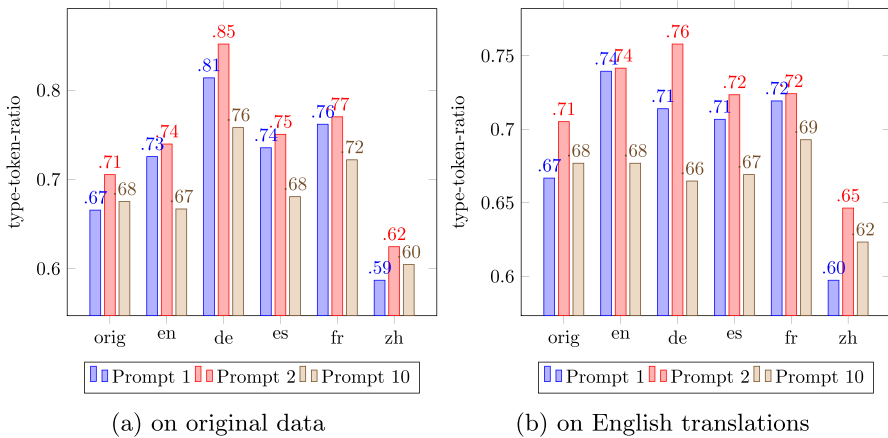 type-token-ratio
0.8
0.7
0.6
.67 .71 .68
.73 .74 .67
.81 .85 .76
.74 .75 .68
.76 .77 .72
.59 .62 .60
orig en de es fr zh
Prompt 1 Prompt 2 Prompt 10
(a) on original data
type-token-ratio
0.75
0.7
0.65
0.6
.67 .71 .68
.74 .74 .68
.71 .76 .66
.71 .72 .67
.72 .72 .69
.60 .65 .62
orig en de es fr zh
Prompt 1 Prompt 2 Prompt 10
(b) on English translations